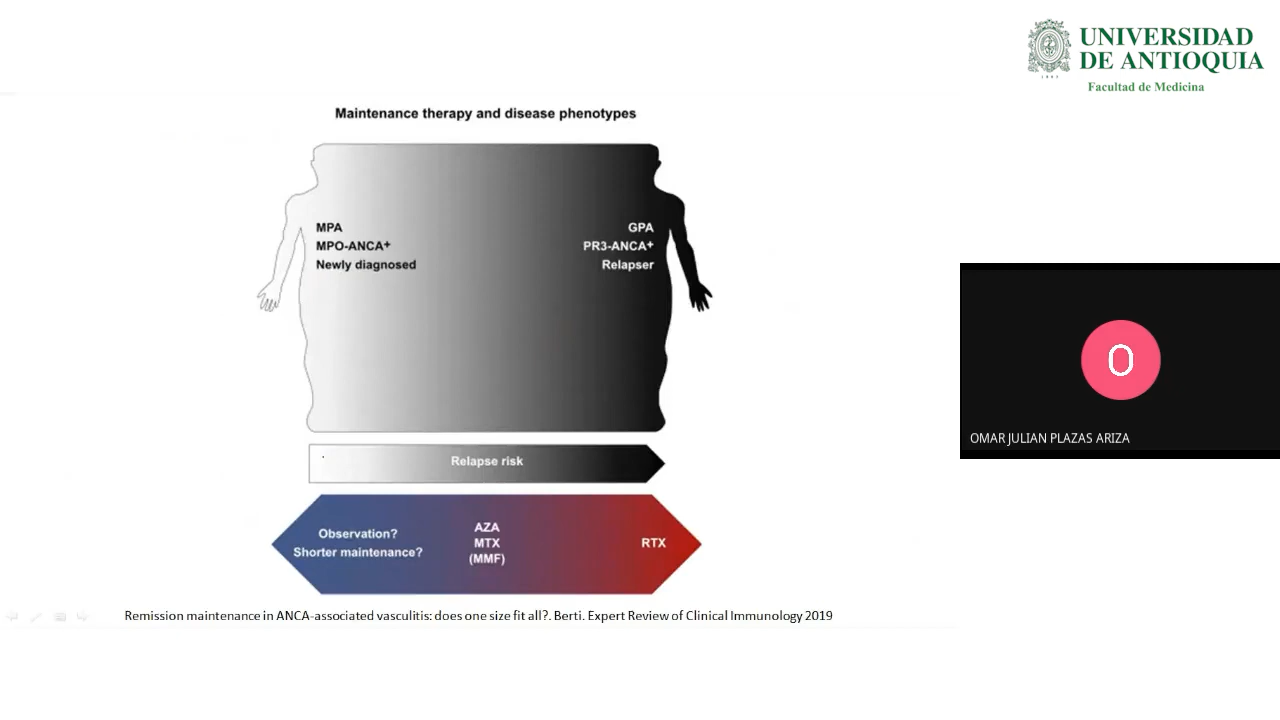 UNIVERSIDAD
DE ANTIOQUIA
Facultad de Medicina
Maintenance therapy and disease phenotypes
MPA
MPO-ANCA+
Newly diagnosed
GPA
PR3-ANCA+
Relapser
Relapse risk
Observation?
Shorter maintenance?
AZA
MTX
(MMF)
RTX
Remission maintenance in ANCA-associated vasculitis: does one size fit all?. Berti. Expert Review of Clinical Immunology 2019
O
OMAR JULIAN PLAZAS ARIZA